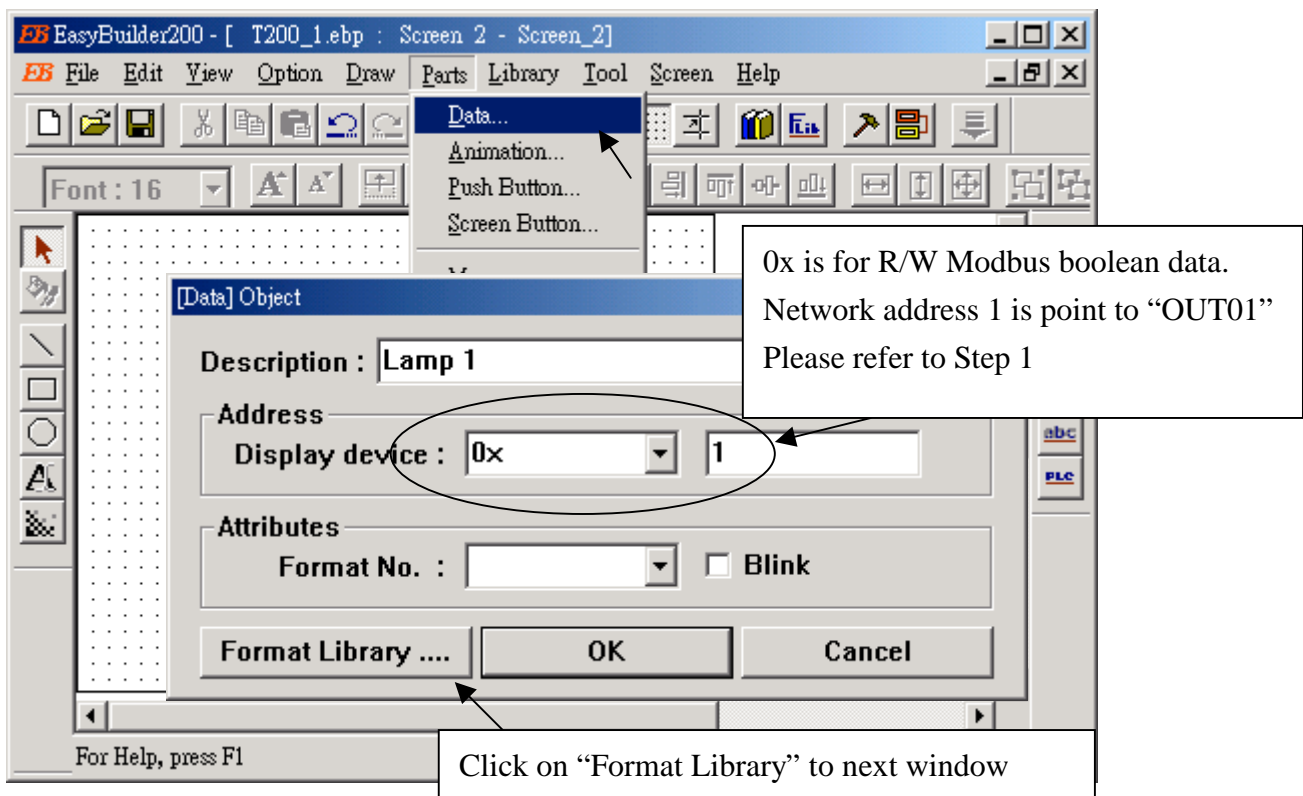 EB EasyBuilder200 - [ T200_1.ebp : Screen 2 - Screen_2]
EB File Edit View Option Draw Parts Library Tool Screen Help
Data...
Animation...
Push Button...
Screen Button...
Font : 16
0x is for R/W Modbus boolean data.
Network address 1 is point to “OUT01”
Please refer to Step 1
[Data] Object
Description : Lamp 1
Address
Display device : 0x 1
Attributes
Format No. : Blink
Format Library .... OK Cancel
abc
PLC
For Help, press F1
Click on “Format Library” to next window